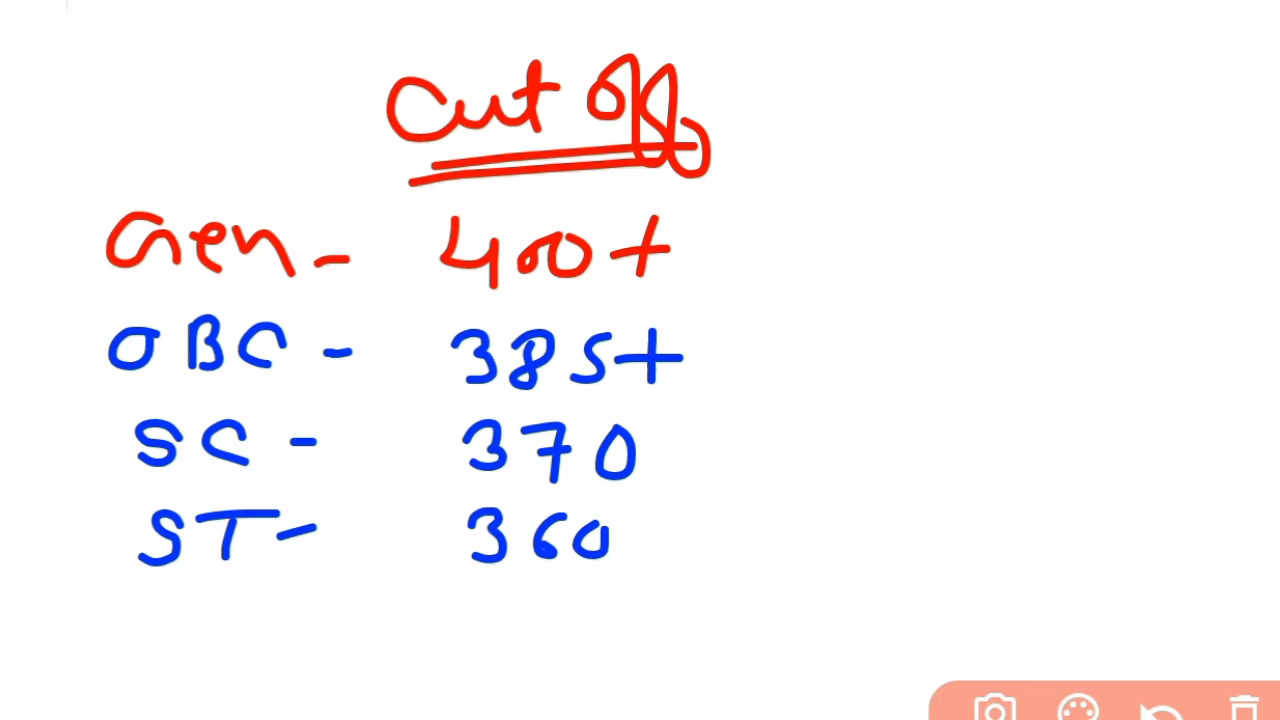 Cut off
Gen - 400+
OBC - 385+
SC - 370
ST - 360